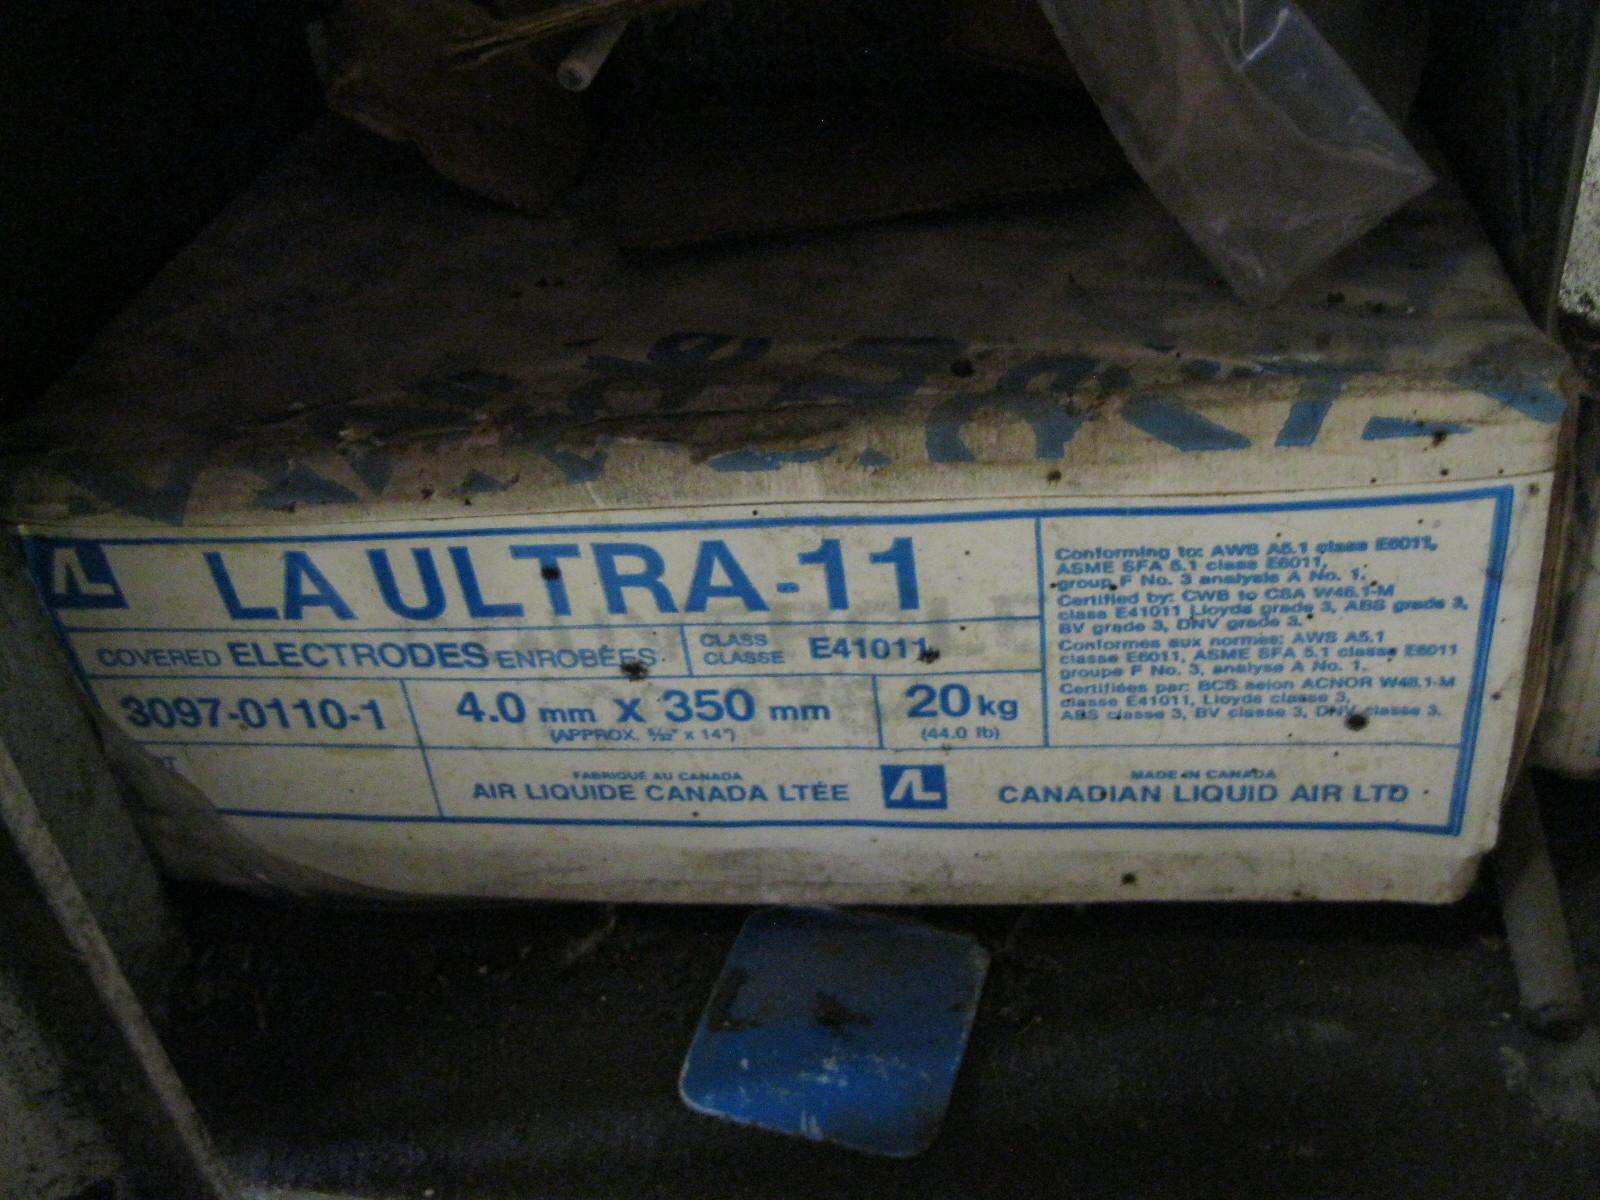 AL LA ULTRA-11
COVERED ELECTRODES ENROBÉES
CLASS
CLASSE E41011
3097-0110-1
4.0 mm x 350 mm
(APPROX. 5/32" x 14")
20 kg
(44.0 lb)
Conforming to: AWS A5.1 class E6011,
ASME SFA 5.1 class E6011,
group F No. 3 analysis A No. 1.
Certified by: CWB to CSA W48.1-M
class E41011 Lloyds grade 3, ABS grade 3,
BV grade 3, DNV grade 3.
Conformes aux normes: AWS A5.1
classe E6011, ASME SFA 5.1 classe E6011
groupe F No. 3, analyse A No. 1.
Certifiées par: BCS selon ACNOR W48.1-M
classe E41011, Lloyds classe 3,
ABS classe 3, BV classe 3, DNV classe 3.
FABRIQUÉ AU CANADA
AIR LIQUIDE CANADA LTÉE
AL
MADE IN CANADA
CANADIAN LIQUID AIR LTD